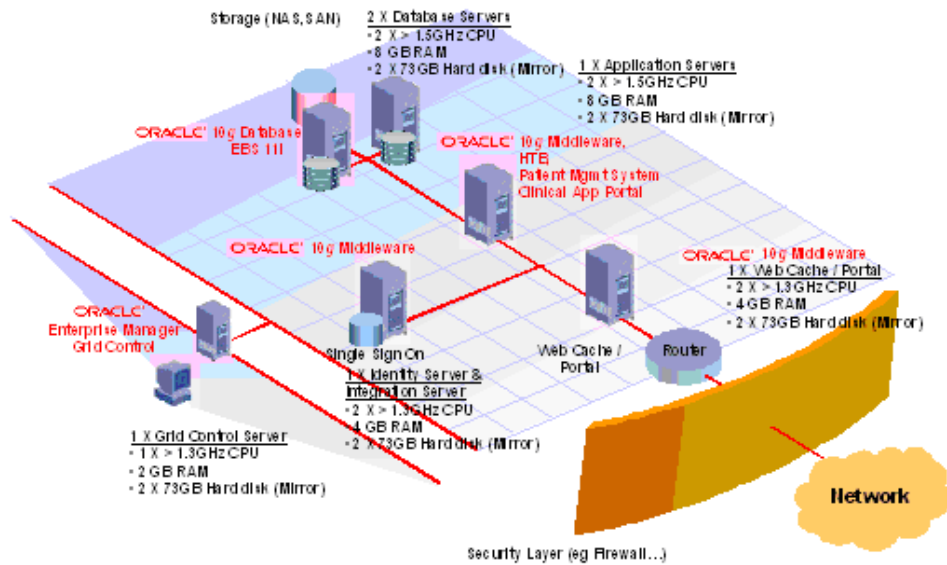 Storage (NAS, SAN)
2 X Database Servers
- 2 X > 1.5GHz CPU
- 8 GB RAM
- 2 X 73GB Hard disk (Mirror)
1 X Application Servers
- 2 X > 1.5GHz CPU
- 8 GB RAM
- 2 X 73GB Hard disk (Mirror)
ORACLE 10g Database
EBS 11i
ORACLE 10g Middleware,
HTB,
Patient Mgmt System
Clinical App Portal
ORACLE 10g Middleware
ORACLE 10g Middleware
1 X Web Cache / Portal
- 2 X > 1.3GHz CPU
- 4 GB RAM
- 2 X 73GB Hard disk (Mirror)
ORACLE
Enterprise Manager
Grid Control
Single Sign On
1 X Identity Server &
Integration Server
- 2 X > 1.3GHz CPU
- 4 GB RAM
- 2 X 73GB Hard disk (Mirror)
Web Cache /
Portal
Router
1 X Grid Control Server
- 1 X > 1.3GHz CPU
- 2 GB RAM
- 2 X 73GB Hard disk (Mirror)
Network
Security Layer (eg Firewall...)